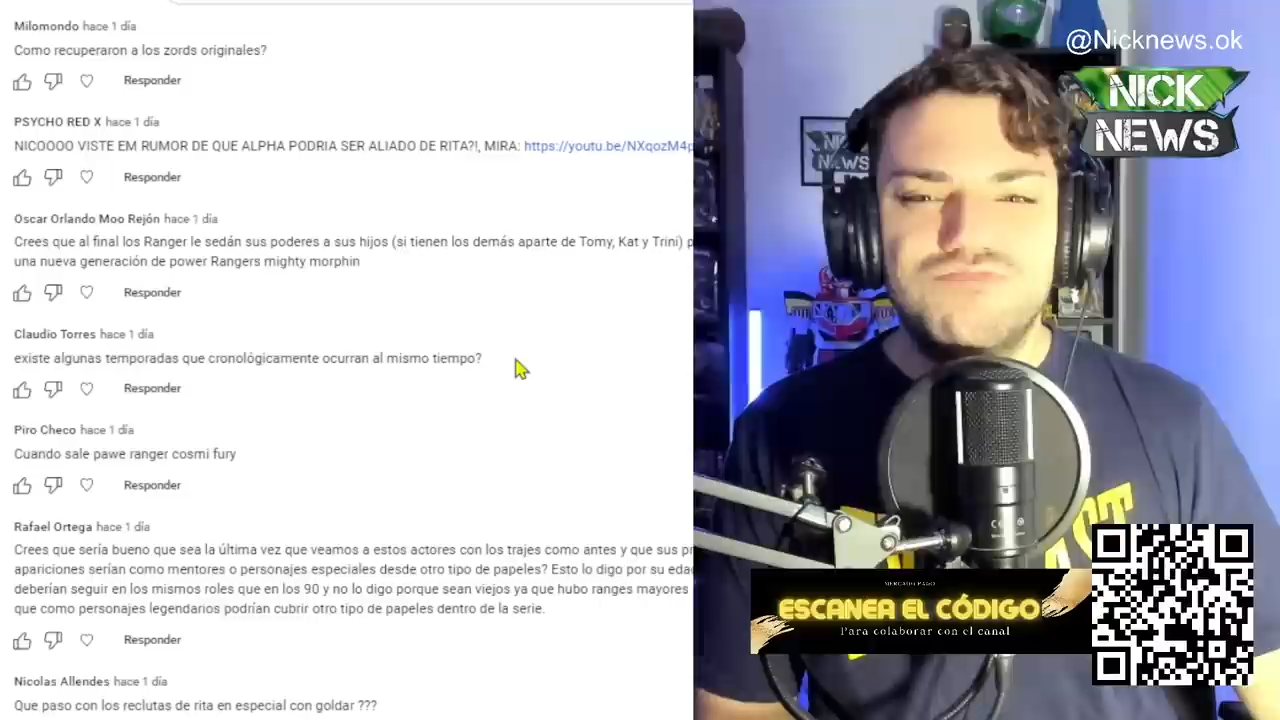 Milomondo hace 1 día
Como recuperaron a los zords originales?
Responder
PSYCHO RED X hace 1 día
NICOOOO VISTE EM RUMOR DE QUE ALPHA PODRIA SER ALIADO DE RITA?!, MIRA: https://youtu.be/NXqozM4p
Responder
Oscar Orlando Moo Rejón hace 1 día
Crees que al final los Ranger le sedán sus poderes a sus hijos (si tienen los demás aparte de Tomy, Kat y Trini) p
una nueva generación de power Rangers mighty morphin
Responder
Claudio Torres hace 1 día
existe algunas temporadas que cronológicamente ocurran al mismo tiempo?
Responder
Piro Checo hace 1 día
Cuando sale pawe ranger cosmi fury
Responder
Rafael Ortega hace 1 día
Crees que sería bueno que sea la última vez que veamos a estos actores con los trajes como antes y que sus pr
apariciones serían como mentores o personajes especiales desde otro tipo de papeles? Esto lo digo por su edad
deberían seguir en los mismos roles que en los 90 y no lo digo porque sean viejos ya que hubo ranges mayores
que como personajes legendarios podrían cubrir otro tipo de papeles dentro de la serie.
Responder
Nicolas Allendes hace 1 día
Que paso con los reclutas de rita en especial con goldar ???
@Nicknews.ok
NICK
NEWS
NEWS
MERCADO PAGO
ESCANEA EL CÓDIGO
Para colaborar con el canal